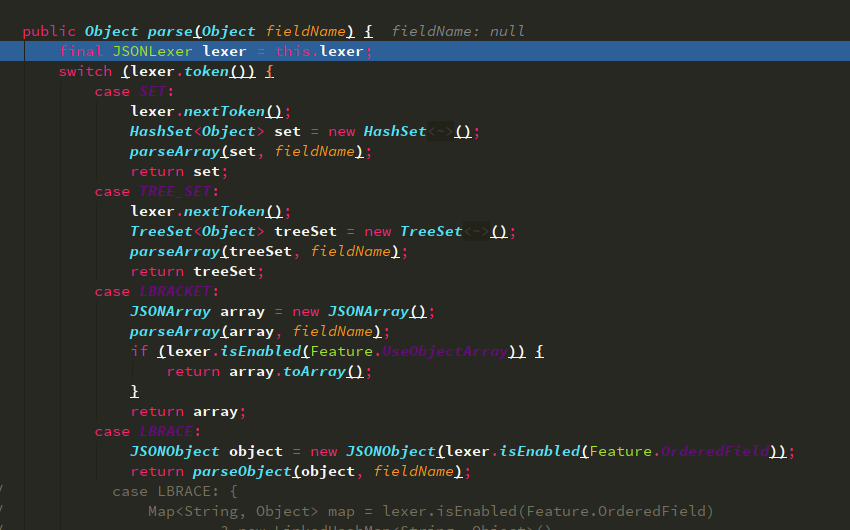 public Object parse(Object fieldName) {  fieldName: null
    final JSONLexer lexer = this.lexer;
    switch (lexer.token()) {
        case SET:
            lexer.nextToken();
            HashSet<Object> set = new HashSet<~>();
            parseArray(set, fieldName);
            return set;
        case TREE_SET:
            lexer.nextToken();
            TreeSet<Object> treeSet = new TreeSet<~>();
            parseArray(treeSet, fieldName);
            return treeSet;
        case LBRACKET:
            JSONArray array = new JSONArray();
            parseArray(array, fieldName);
            if (lexer.isEnabled(Feature.UseObjectArray)) {
                return array.toArray();
            }
            return array;
        case LBRACE:
            JSONObject object = new JSONObject(lexer.isEnabled(Feature.OrderedField));
            return parseObject(object, fieldName);
/          case LBRACE: {
/              Map<String, Object> map = lexer.isEnabled(Feature.OrderedField)
/                      ? new LinkedHashMap<String, Object>()